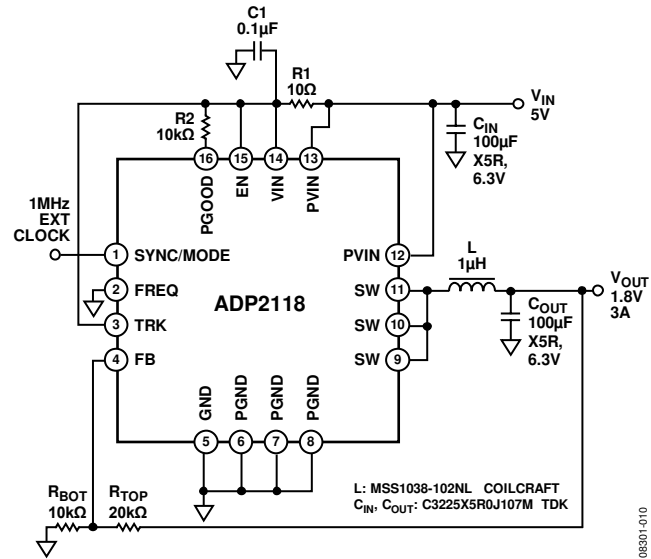 C1
0.1µF
R1
10Ω
R2
10kΩ
VIN
5V
CIN
100µF
X5R,
6.3V
16
15
14
13
PGOOD
EN
VIN
PVIN
1MHz
EXT
CLOCK
1
SYNC/MODE
2
FREQ
3
TRK
4
FB
ADP2118
PVIN
12
SW
11
SW
10
SW
9
L
1µH
VOUT
1.8V
3A
COUT
100µF
X5R,
6.3V
GND
PGND
PGND
PGND
5
6
7
8
RBOT
10kΩ
RTOP
20kΩ
L: MSS1038-102NL COILCRAFT
CIN, COUT: C3225X5R0J107M TDK
08301-010